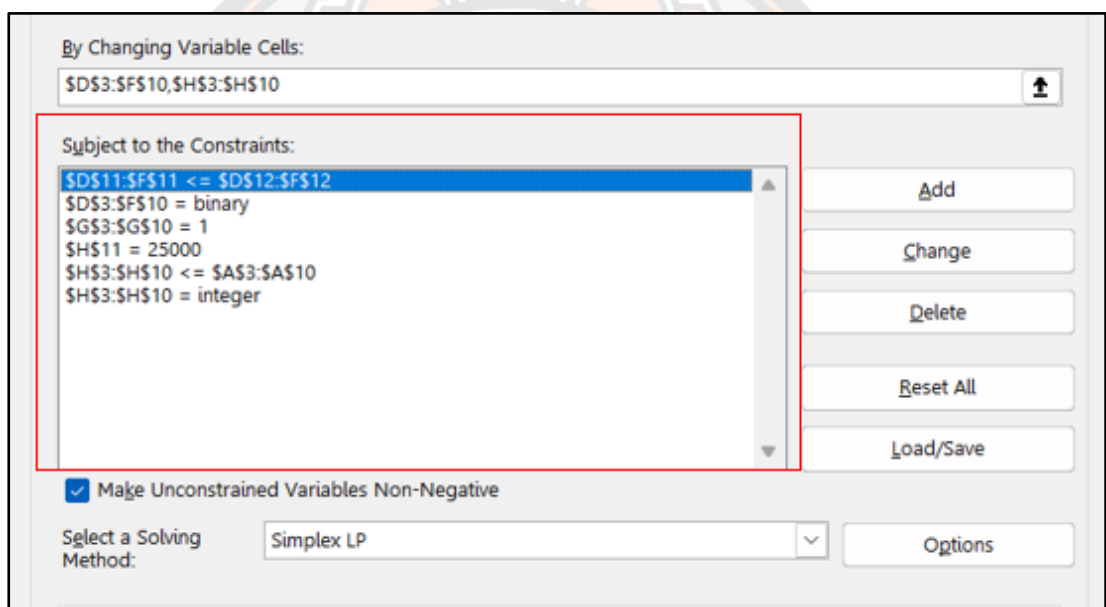 By Changing Variable Cells:
$D$3:$F$10,$H$3:$H$10
Subject to the Constraints:
$D$11:$F$11 <= $D$12:$F$12
$D$3:$F$10 = binary
$G$3:$G$10 = 1
$H$11 = 25000
$H$3:$H$10 <= $A$3:$A$10
$H$3:$H$10 = integer
Add
Change
Delete
Reset All
Load/Save
Make Unconstrained Variables Non-Negative
Select a Solving
Method:
Simplex LP
Options